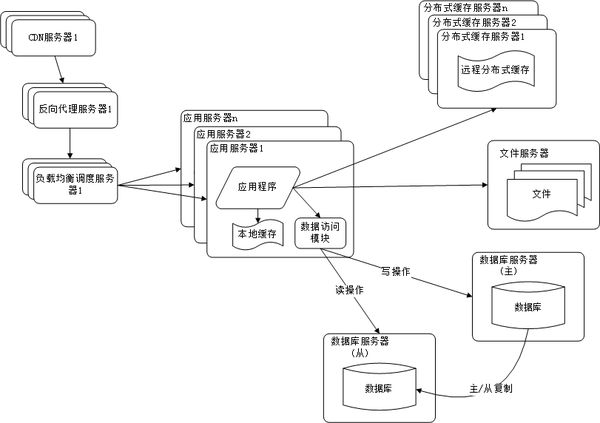 CDN服务器1
反向代理服务器1
负载均衡调度服务
器1
应用服务器n
应用服务器2
应用服务器1
应用程序
本地缓存
数据访问
模块
分布式缓存服务器n
分布式缓存服务器2
分布式缓存服务器1
远程分布式缓存
文件服务器
文件
写操作
读操作
数据库服务器
(主)
数据库
数据库服务器
(从)
数据库
主/从复制